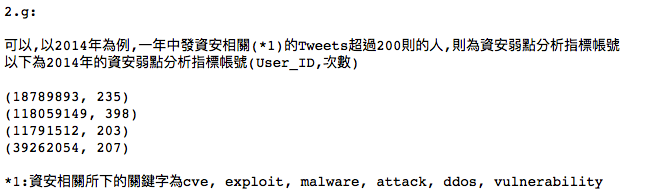 2.g:
可以,以2014年為例,一年中發資安相關(*1)的Tweets超過200則的人,則為資安弱點分析指標帳號
以下為2014年的資安弱點分析指標帳號(User_ID,次數)
(18789893, 235)
(118059149, 398)
(11791512, 203)
(39262054, 207)
*1:資安相關所下的關鍵字為cve, exploit, malware, attack, ddos, vulnerability